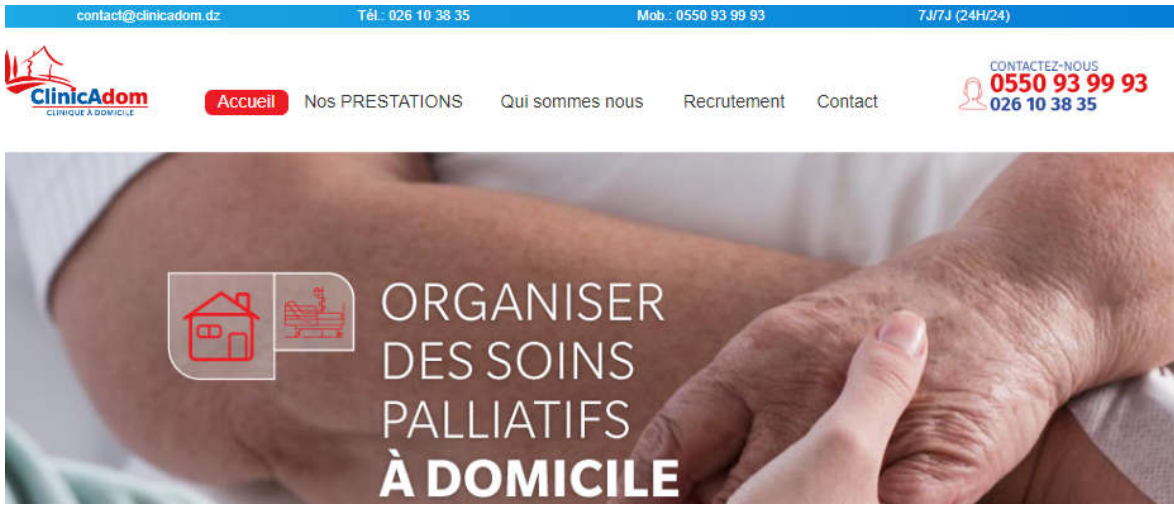 contact@clinicadom.dz Tél.: 026 10 38 35 Mob.: 0550 93 99 93 7J/7J (24H/24)
ClinicAdom
CLINIQUE À DOMICILE
Accueil Nos PRESTATIONS Qui sommes nous Recrutement Contact
CONTACTEZ-NOUS
0550 93 99 93
026 10 38 35
ORGANISER
DES SOINS
PALLIATIFS
À DOMICILE